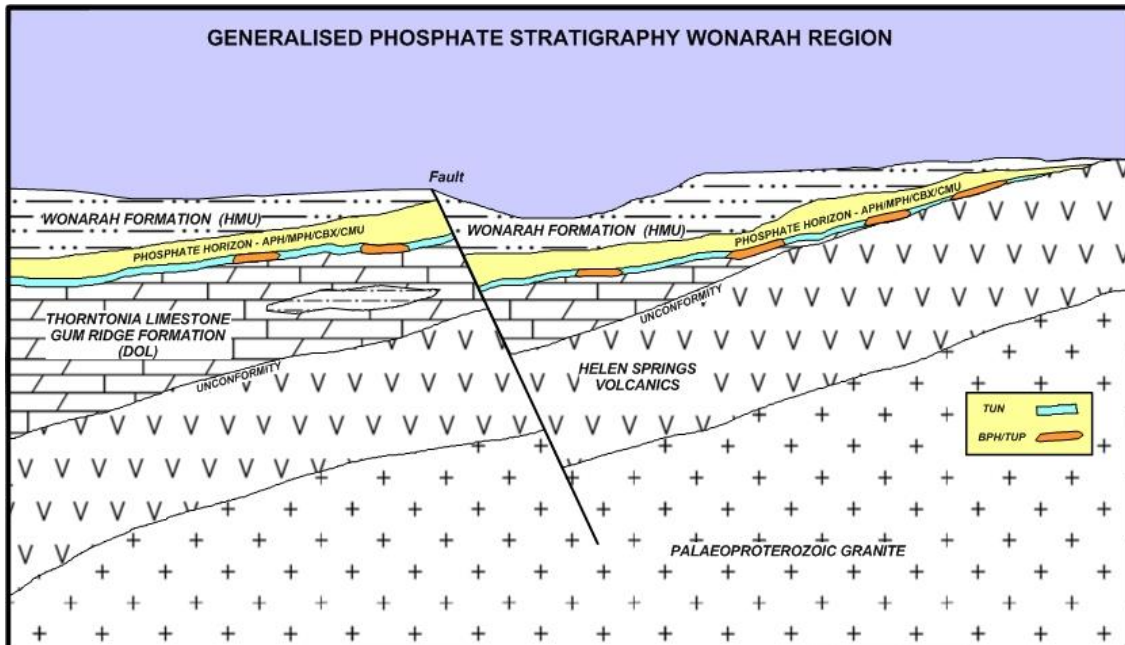 GENERALISED PHOSPHATE STRATIGRAPHY WONARAH REGION
Fault
WONARAH FORMATION (HMU)
PHOSPHATE HORIZON - APH/MPH/CBX/CMU
WONARAH FORMATION (HMU)
PHOSPHATE HORIZON - APH/MPH/CBX/CMU
THORNTONIA LIMESTONE
GUM RIDGE FORMATION
(DOL)
UNCONFORMITY
UNCONFORMITY
HELEN SPRINGS
VOLCANICS
TUN
BPH/TUP
PALAEOPROTEROZOIC GRANITE